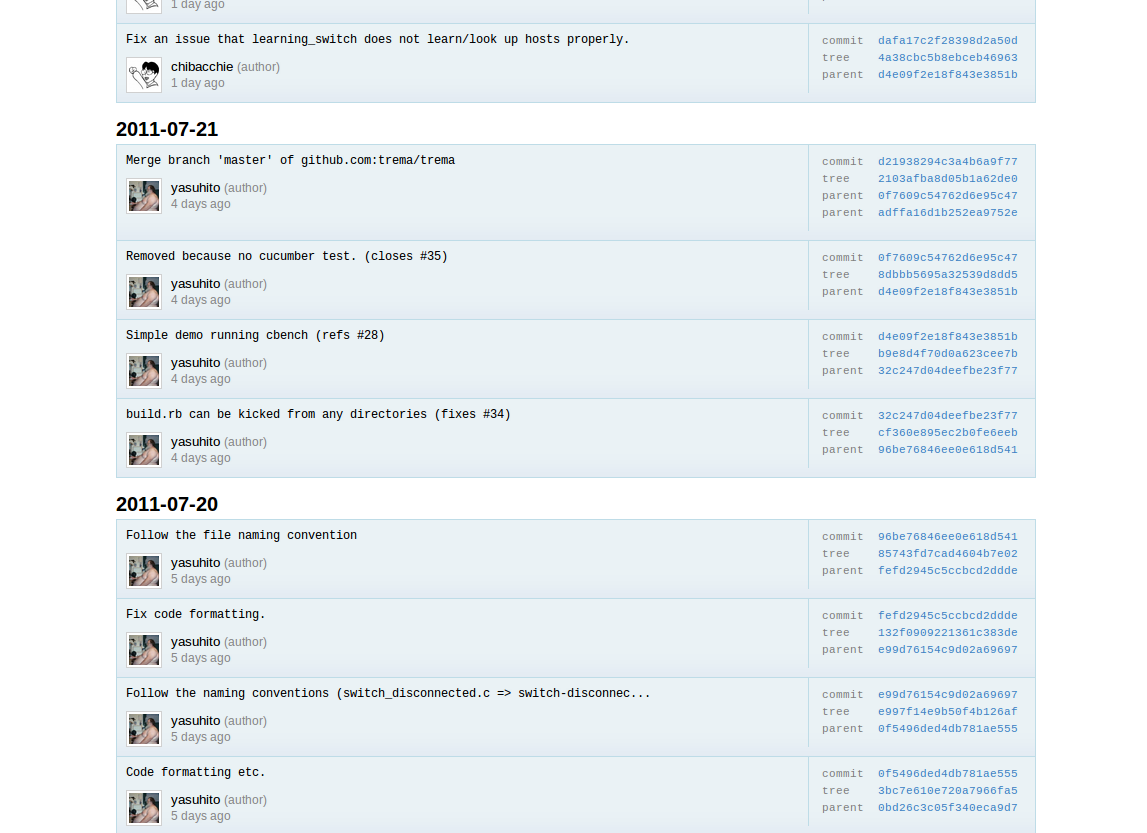 1 day ago
Fix an issue that learning_switch does not learn/look up hosts properly.
chibacchie (author)
1 day ago
commit dafa17c2f28398d2a50d
tree 4a38cbc5b8ebceb46963
parent d4e09f2e18f843e3851b
2011-07-21
Merge branch 'master' of github.com:trema/trema
yasuhito (author)
4 days ago
commit d21938294c3a4b6a9f77
tree 2103afba8d05b1a62de0
parent 0f7609c54762d6e95c47
parent adffa16d1b252ea9752e
Removed because no cucumber test. (closes #35)
yasuhito (author)
4 days ago
commit 0f7609c54762d6e95c47
tree 8dbbb5695a32539d8dd5
parent d4e09f2e18f843e3851b
Simple demo running cbench (refs #28)
yasuhito (author)
4 days ago
commit d4e09f2e18f843e3851b
tree b9e8d4f70d0a623cee7b
parent 32c247d04deefbe23f77
build.rb can be kicked from any directories (fixes #34)
yasuhito (author)
4 days ago
commit 32c247d04deefbe23f77
tree cf360e895ec2b0fe6eeb
parent 96be76846ee0e618d541
2011-07-20
Follow the file naming convention
yasuhito (author)
5 days ago
commit 96be76846ee0e618d541
tree 85743fd7cad4604b7e02
parent fefd2945c5ccbcd2ddde
Fix code formatting.
yasuhito (author)
5 days ago
commit fefd2945c5ccbcd2ddde
tree 132f0909221361c383de
parent e99d76154c9d02a69697
Follow the naming conventions (switch_disconnected.c => switch-disconnec...
yasuhito (author)
5 days ago
commit e99d76154c9d02a69697
tree e997f14e9b50f4b126af
parent 0f5496ded4db781ae555
Code formatting etc.
yasuhito (author)
5 days ago
commit 0f5496ded4db781ae555
tree 3bc7e610e720a7966fa5
parent 0bd26c3c05f340eca9d7